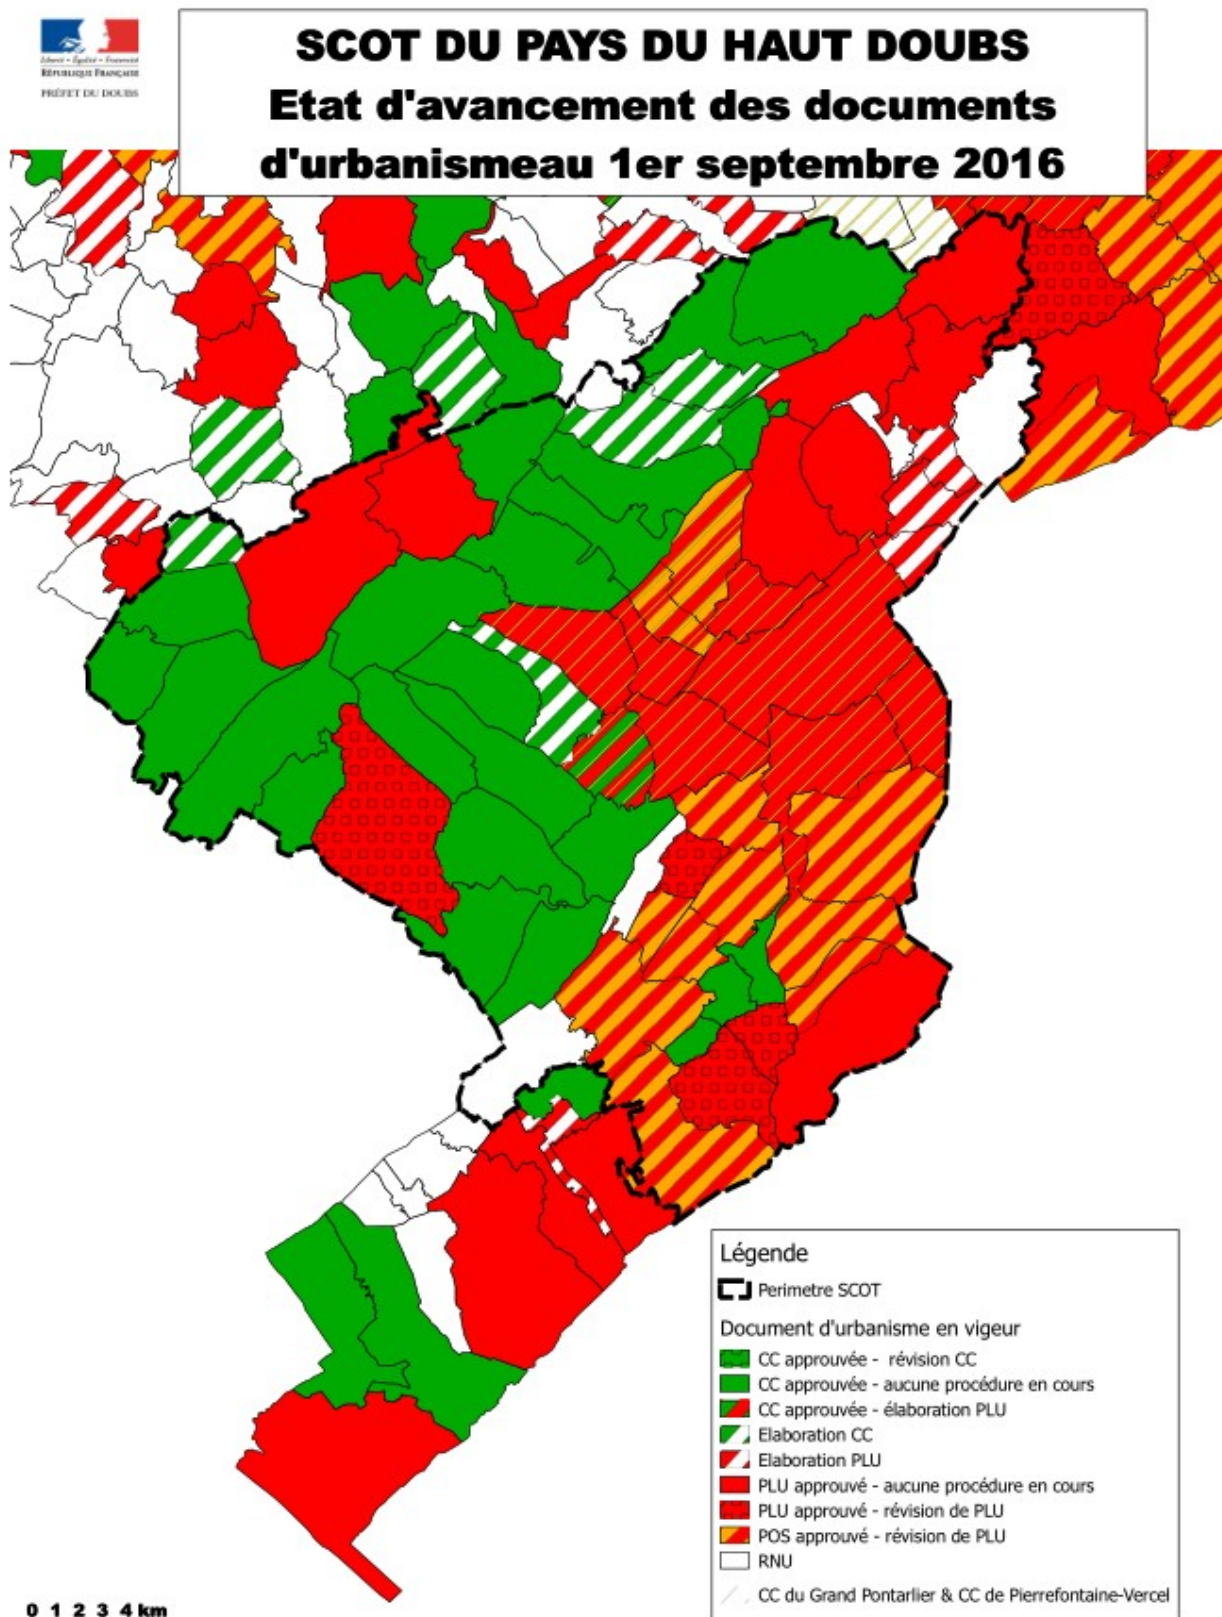 Liberté • Égalité • Fraternité
RÉPUBLIQUE FRANÇAISE
PRÉFET DU DOUBS
SCOT DU PAYS DU HAUT DOUBS
Etat d'avancement des documents
d'urbanismeau 1er septembre 2016
Légende
Perimetre SCOT
Document d'urbanisme en vigeur
CC approuvée - révision CC
CC approuvée - aucune procédure en cours
CC approuvée - élaboration PLU
Elaboration CC
Elaboration PLU
PLU approuvé - aucune procédure en cours
PLU approuvé - révision de PLU
POS approuvé - révision de PLU
RNU
CC du Grand Pontarlier & CC de Pierrefontaine-Vercel
0 1 2 3 4 km